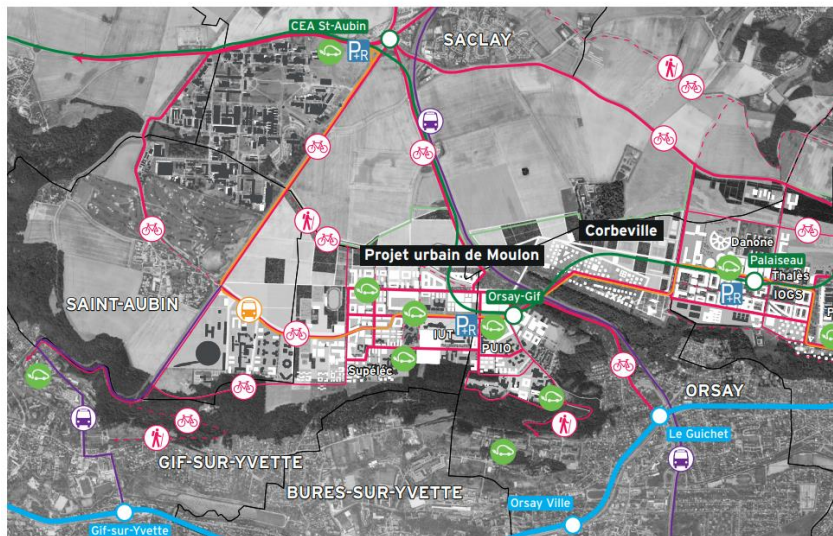 CEA St-Aubin
P+R
SACLAY
Corbeville
Projet urbain de Moulon
Danone
Palaiseau
Thales
P+R
IOGS
SAINT-AUBIN
Orsay-Gif
P+R
IUT
PUIO
Supélec
ORSAY
Le Guichet
GIF-SUR-YVETTE
BURES-SUR-YVETTE
Orsay Ville
Gif-sur-Yvette